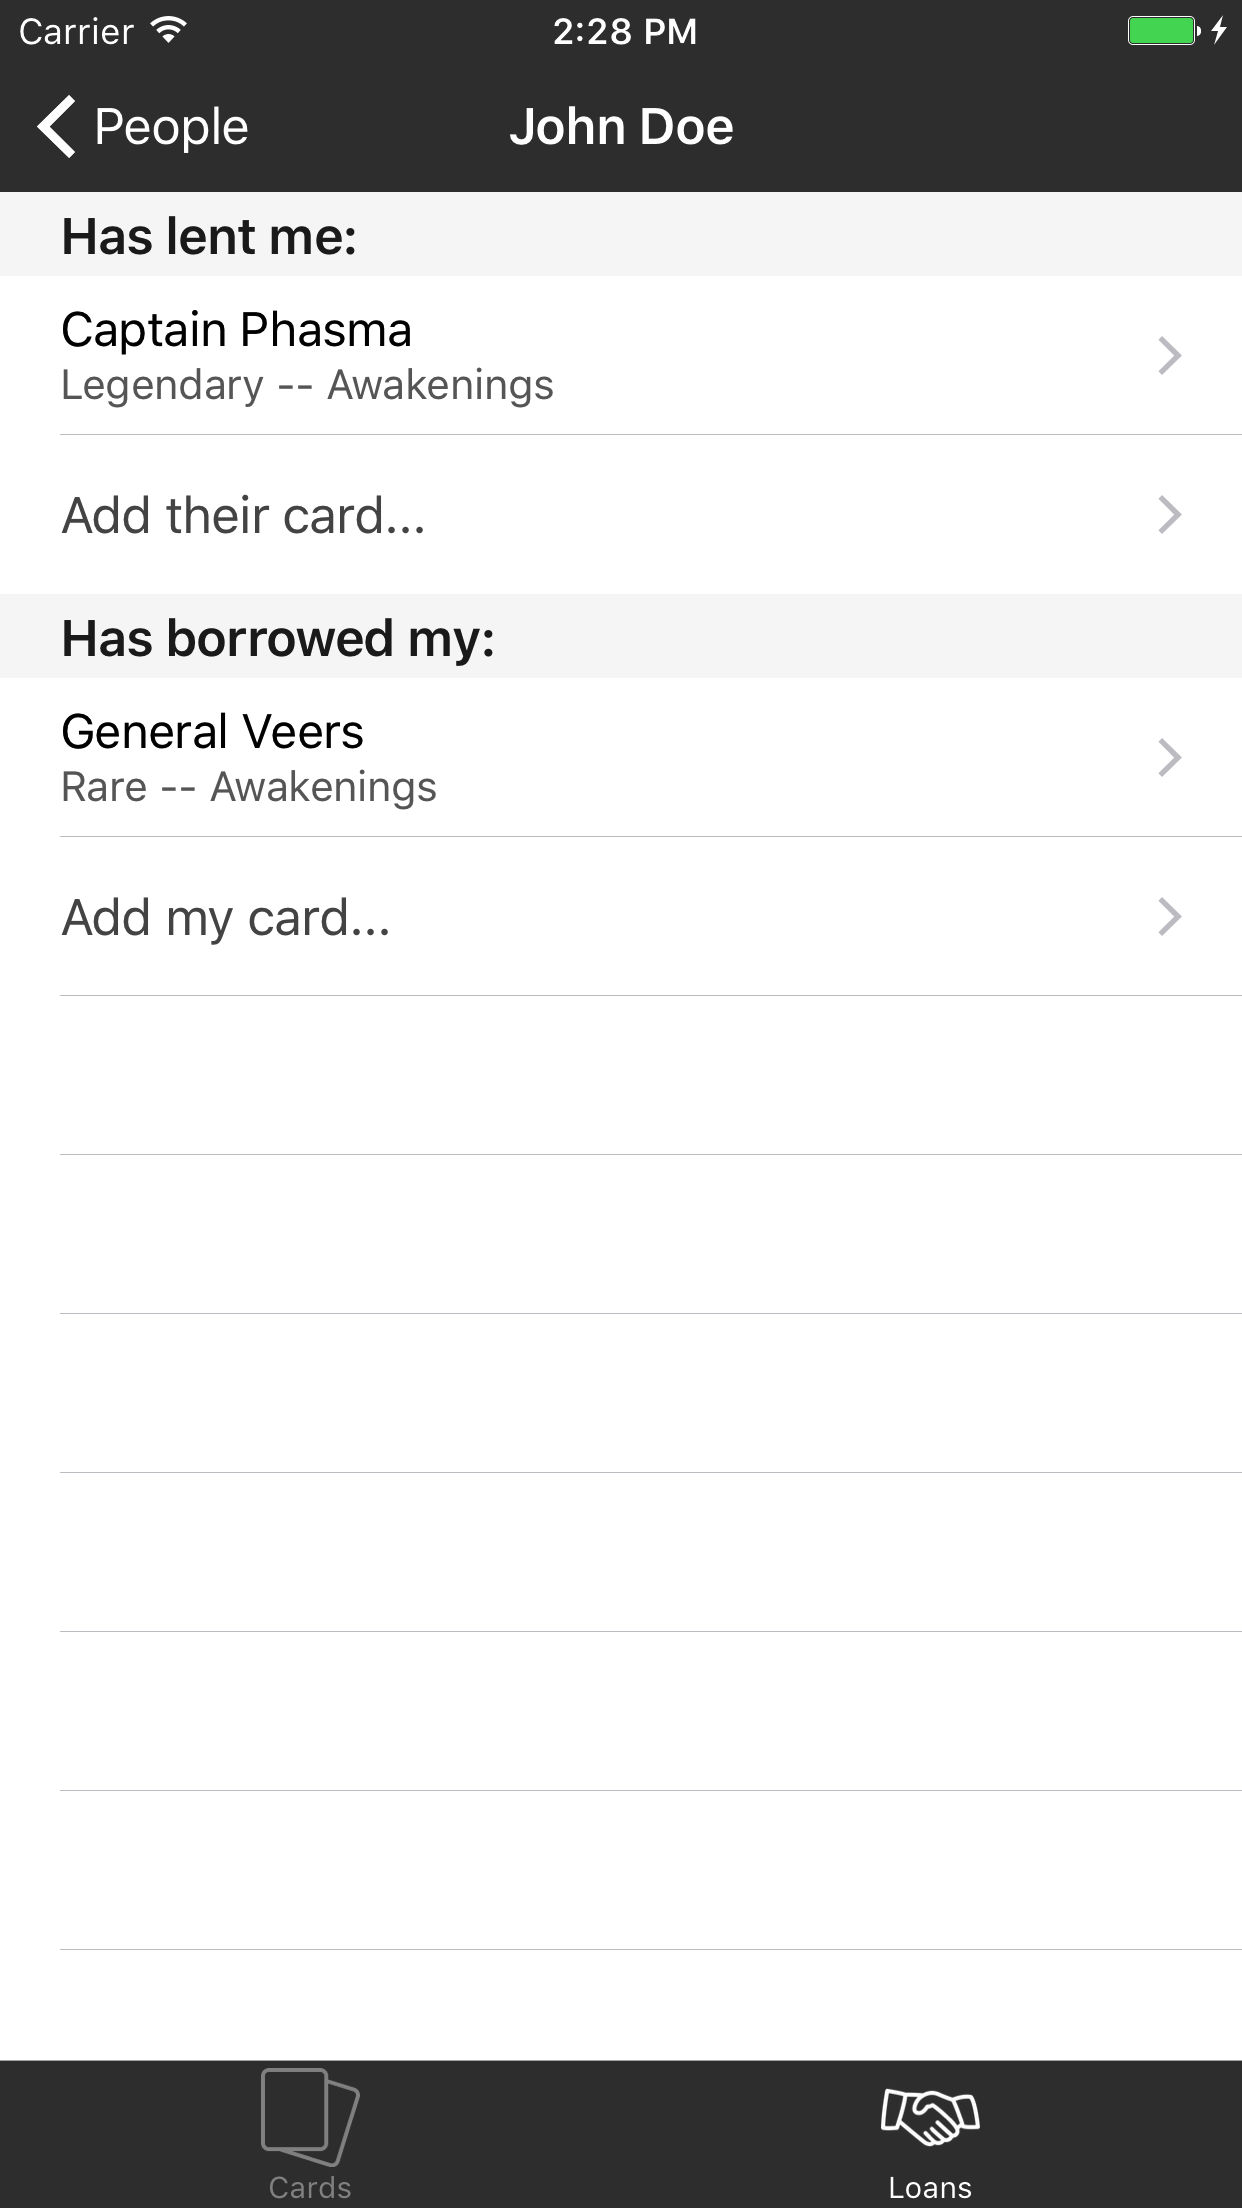 Carrier 2:28 PM
People John Doe
Has lent me:
Captain Phasma
Legendary -- Awakenings
Add their card...
Has borrowed my:
General Veers
Rare -- Awakenings
Add my card...
Cards Loans